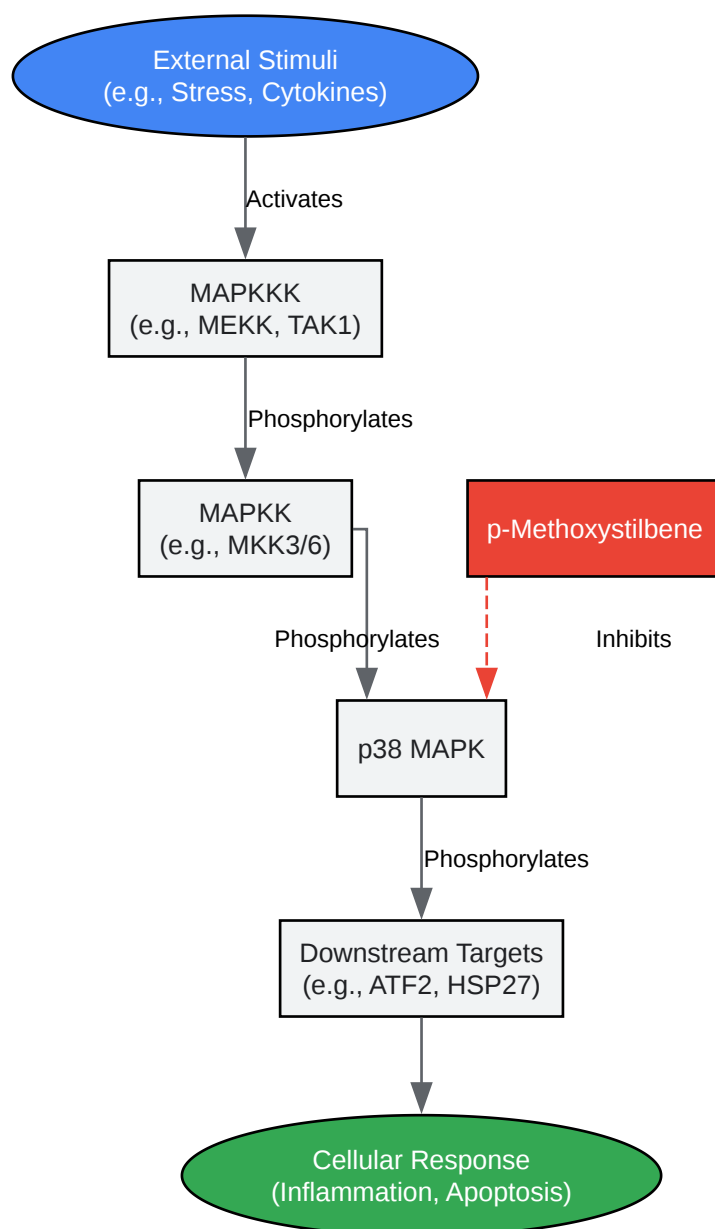 External Stimuli
(e.g., Stress, Cytokines)
Activates
MAPKKK
(e.g., MEKK, TAK1)
Phosphorylates
MAPKK
(e.g., MKK3/6)
p-Methoxystilbene
Phosphorylates
Inhibits
p38 MAPK
Phosphorylates
Downstream Targets
(e.g., ATF2, HSP27)
Cellular Response
(Inflammation, Apoptosis)